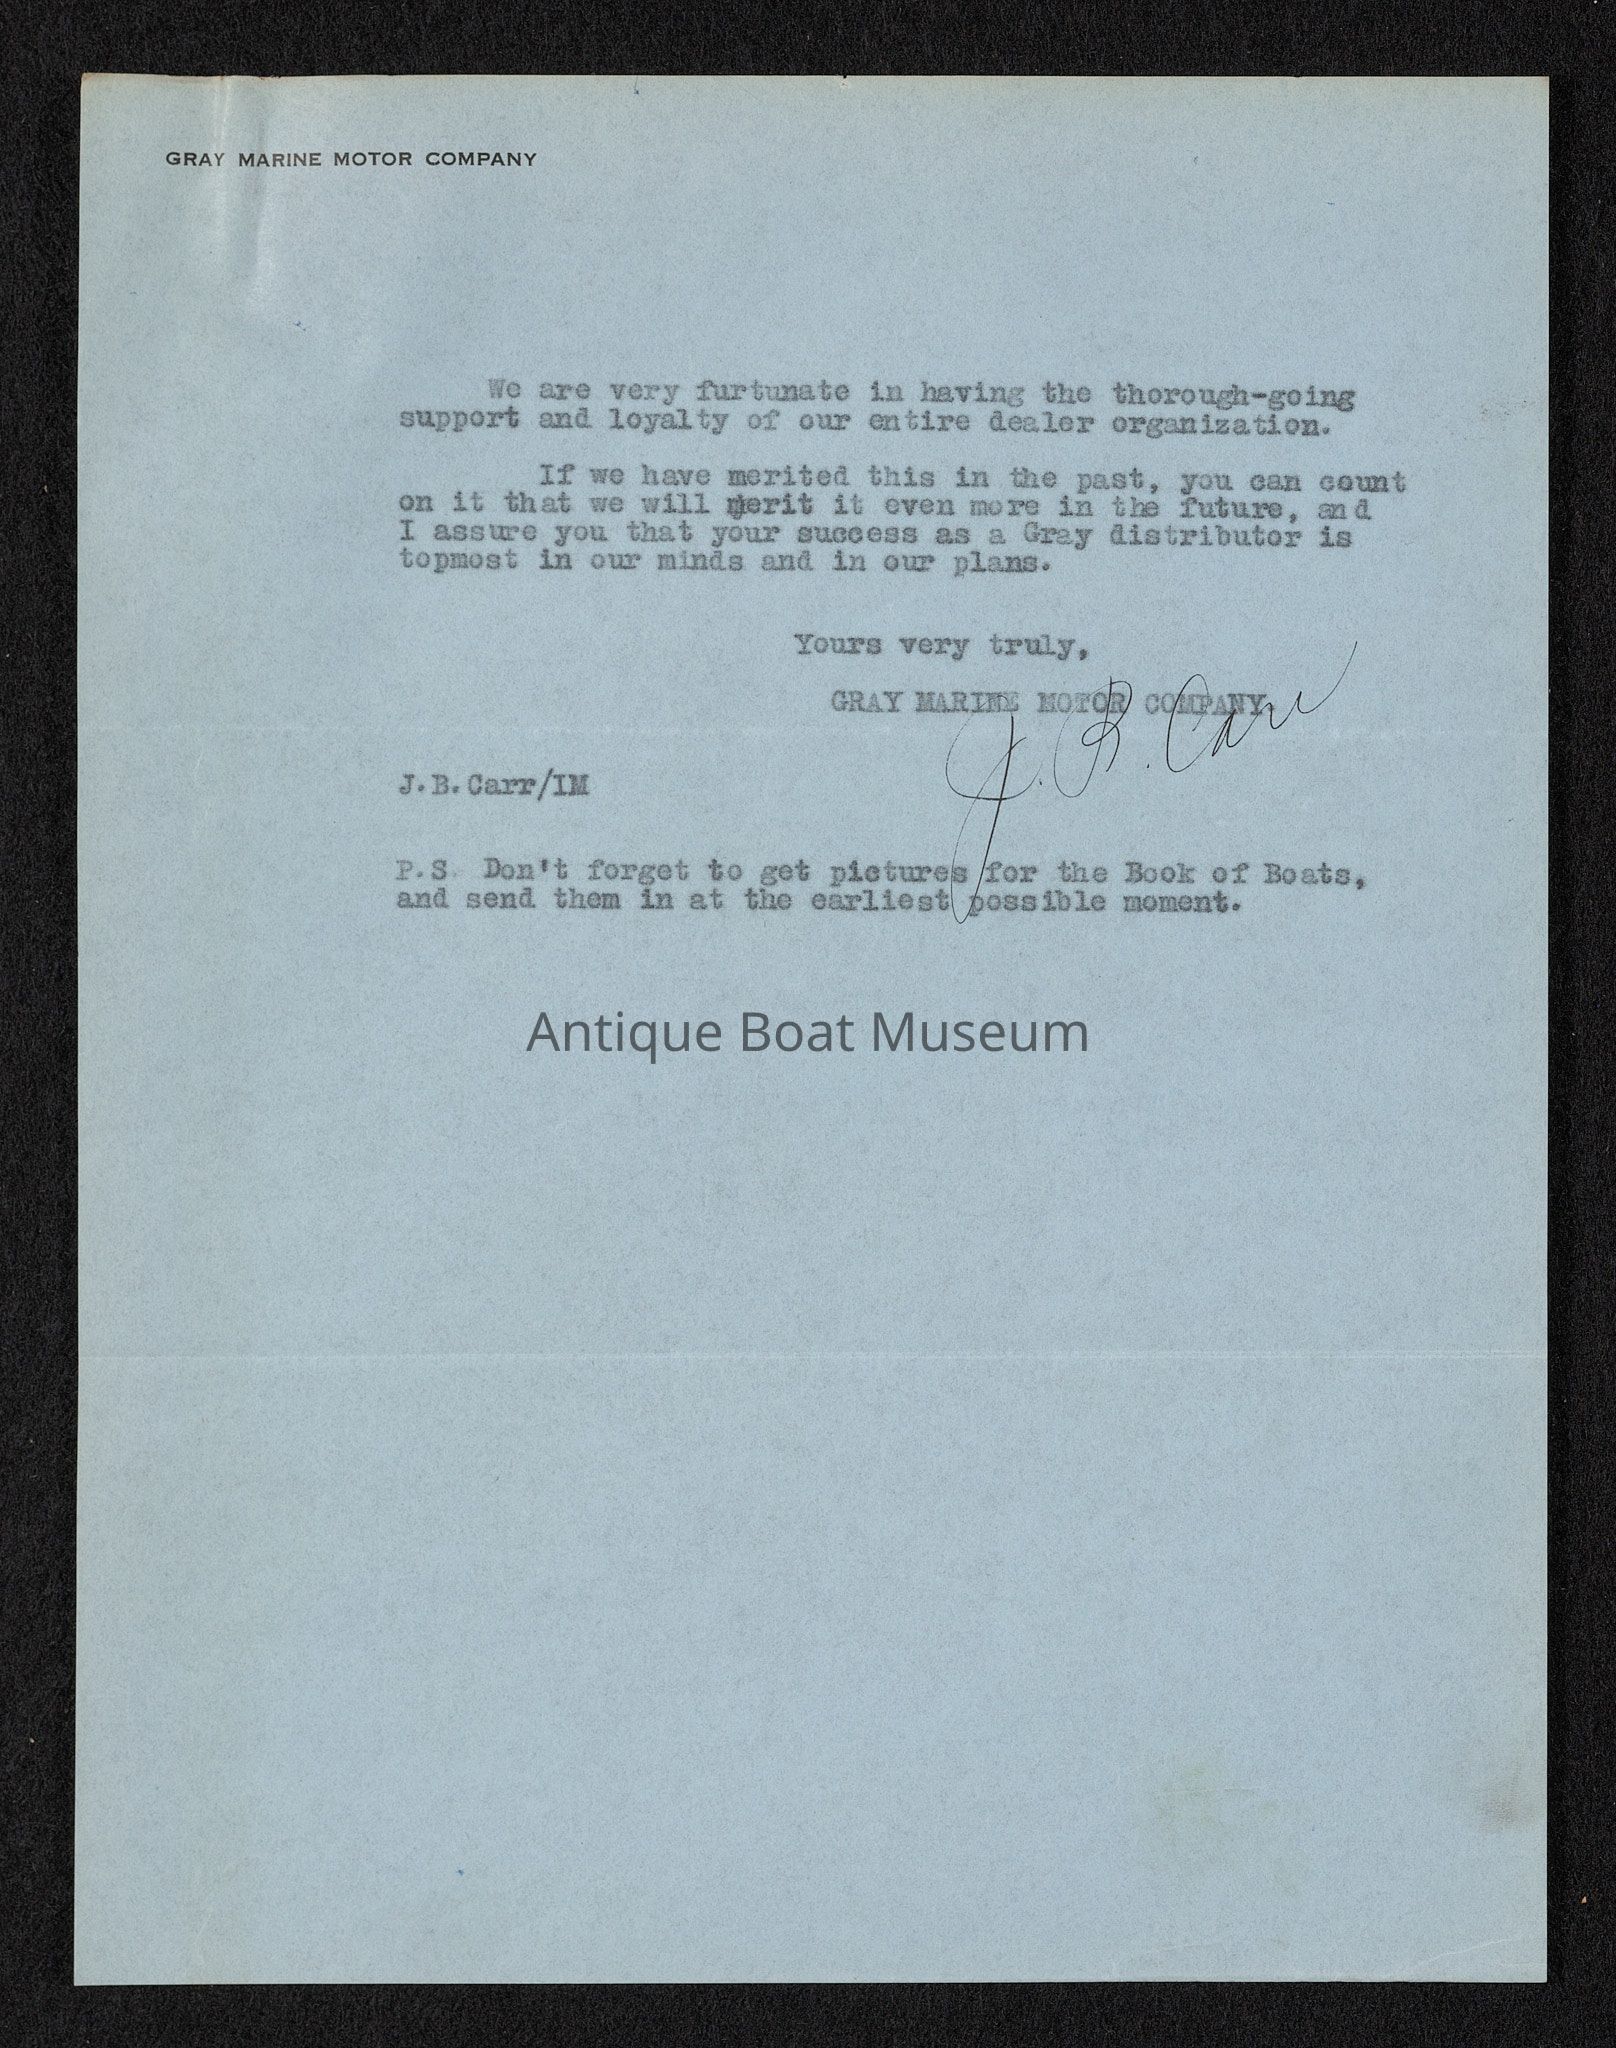 GRAY MARINE MOTOR COMPANY
We are very furtunate in having the thorough-going
support and loyalty of our entire dealer organization.
If we have merited this in the past, you can count
on it that we will merit it even more in the future, and
I assure you that your success as a Gray distributor is
topmost in our minds and in our plans.
Yours very truly,
GRAY MARINE MOTOR COMPANY.
J. B. Carr
J.B.Carr/IM
P.S. Don't forget to get pictures for the Book of Boats,
and send them in at the earliest possible moment.
Antique Boat Museum